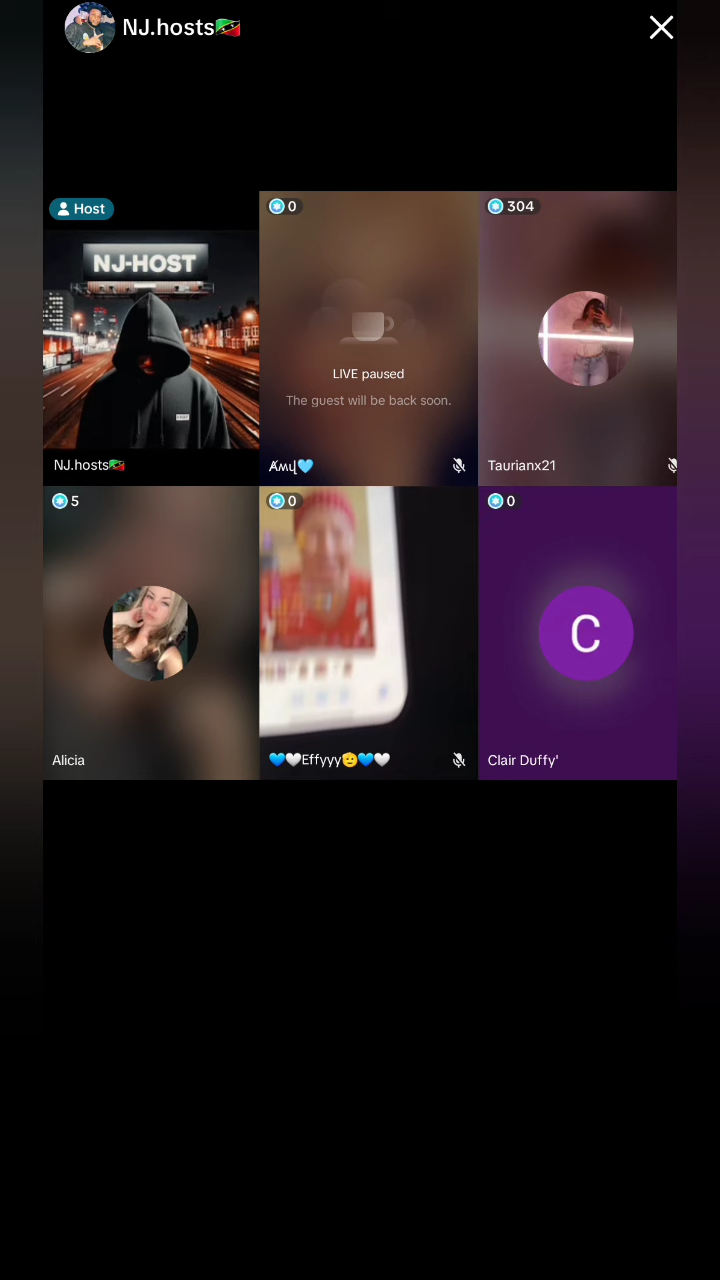 NJ.hosts🇰🇳
Host
NJ-HOST
NJ.hosts🇰🇳
0
LIVE paused
The guest will be back soon.
Ⱥʍվ🩵
304
Taurianx21
5
Alicia
0
🩵🤍Effyyy🫡🩵🤍
0
C
Clair Duffy'